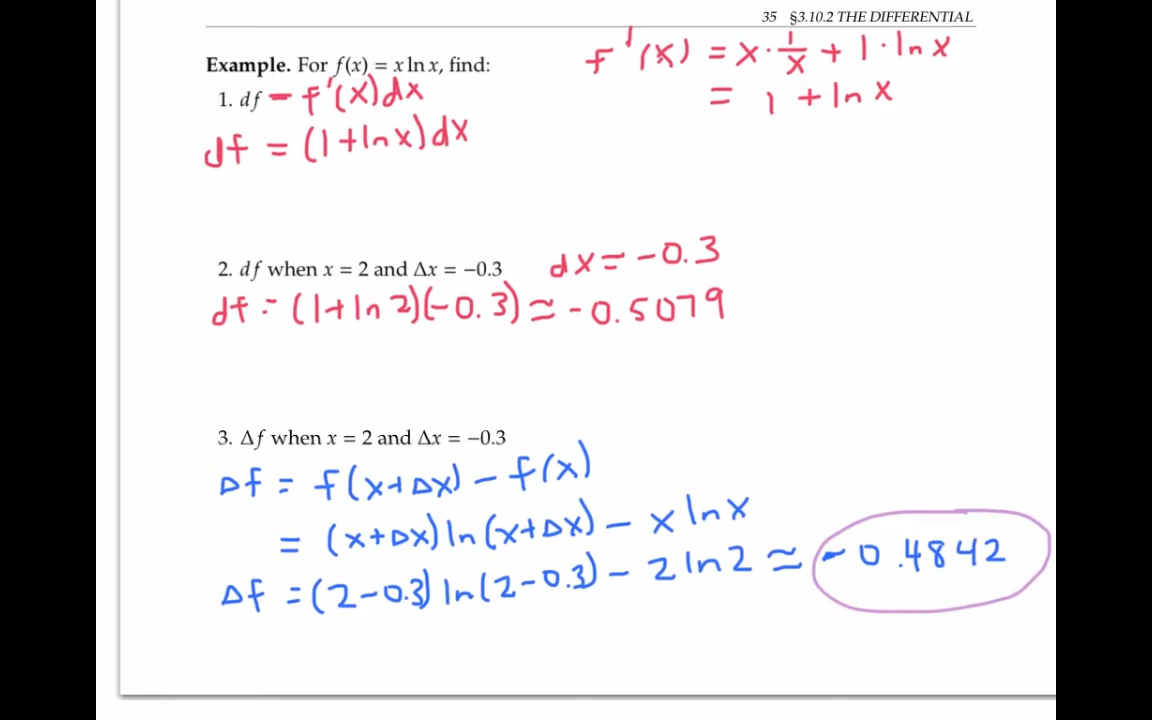 35 §3.10.2 THE DIFFERENTIAL
Example. For f(x) = x ln x, find:
f'(x) = x · 1/x + 1 · ln x
= 1 + ln x
1. df = f'(x)dx
df = (1+ln x)dx
2. df when x = 2 and Δx = −0.3
dx = -0.3
df = (1+ln 2)(-0.3) ≃ -0.5079
3. Δf when x = 2 and Δx = −0.3
Δf = f(x+Δx) - f(x)
= (x+Δx) ln(x+Δx) - x ln x
Δf = (2-0.3) ln(2-0.3) - 2 ln 2 ≃ -0.4842